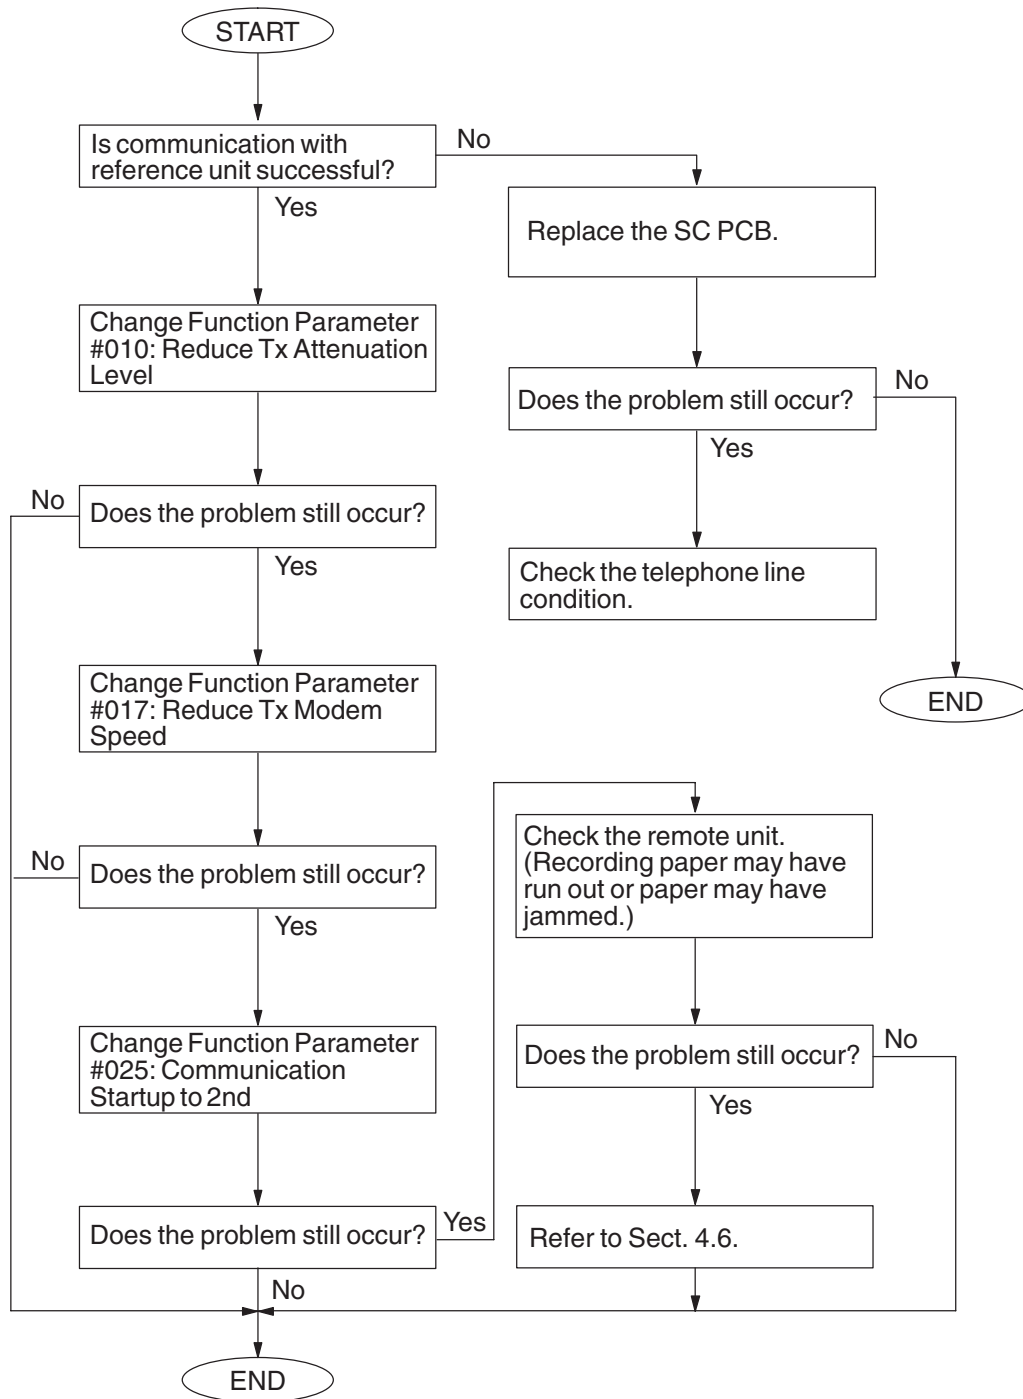 START
Is communication with
reference unit successful?
No
Yes
Replace the SC PCB.
Change Function Parameter
#010: Reduce Tx Attenuation
Level
Does the problem still occur?
No
Yes
No
Does the problem still occur?
Yes
Check the telephone line
condition.
END
Change Function Parameter
#017: Reduce Tx Modem
Speed
No
Does the problem still occur?
Yes
Change Function Parameter
#025: Communication
Startup to 2nd
Does the problem still occur?
Yes
No
Check the remote unit.
(Recording paper may have
run out or paper may have
jammed.)
Does the problem still occur?
No
Yes
Refer to Sect. 4.6.
END